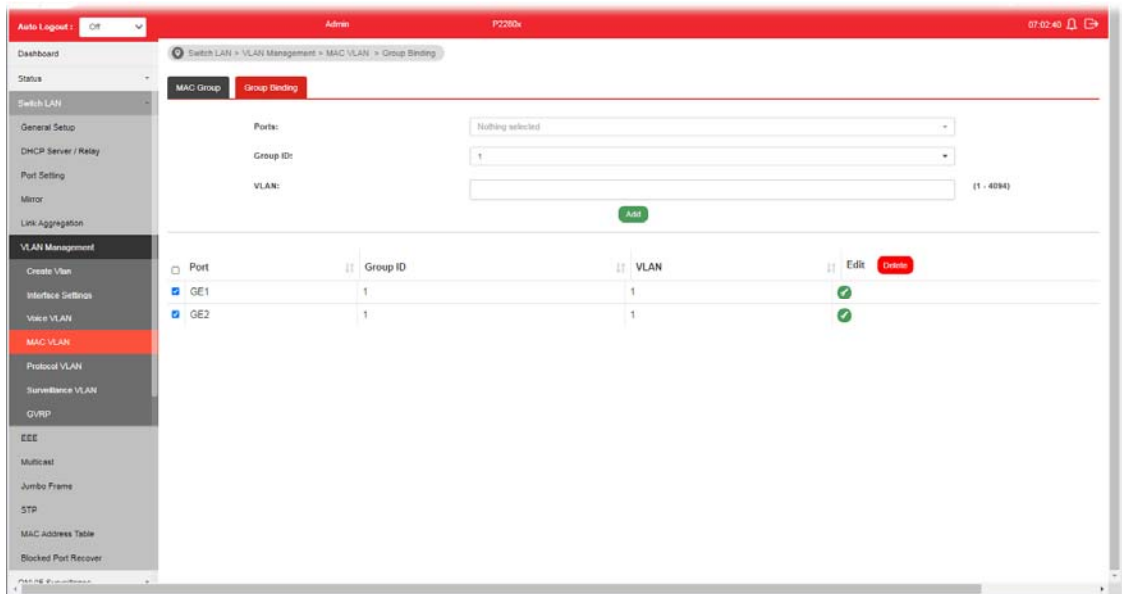 Auto Logout : Off Admin P2280x 07:02:40
Dashboard
Switch LAN > VLAN Management > MAC VLAN > Group Binding
Status
MAC Group Group Binding
Switch LAN
General Setup
Ports: Nothing selected
DHCP Server / Relay
Group ID: 1
Port Setting
VLAN: (1 - 4094)
Mirror
Add
Link Aggregation
VLAN Management
Port Group ID VLAN Edit Delete
Create Vlan
GE1 1 1
Interface Settings
GE2 1 1
Voice VLAN
MAC VLAN
Protocol VLAN
Surveillance VLAN
GVRP
EEE
Multicast
Jumbo Frame
STP
MAC Address Table
Blocked Port Recover